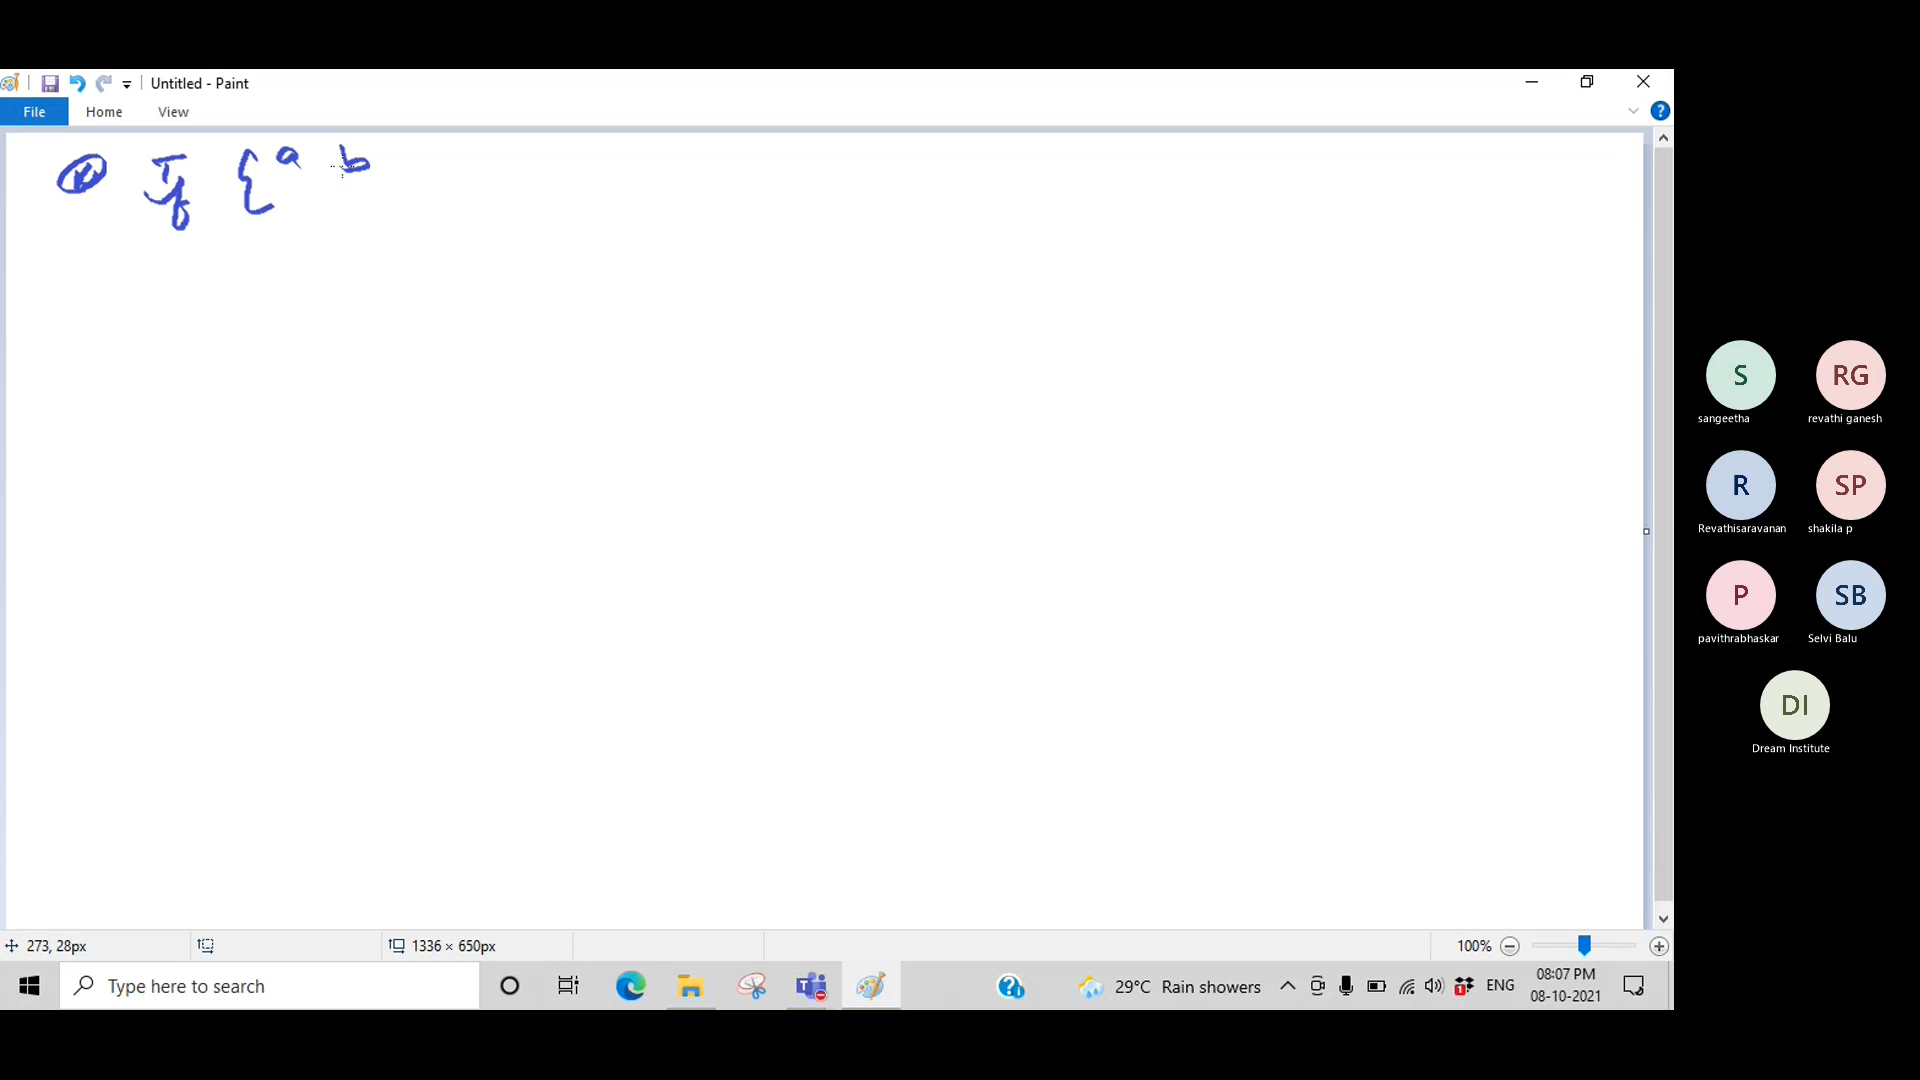 Untitled - Paint
File Home View
If { a b
S RG
sangeetha revathi ganesh
R SP
Revathisaravanan shakila p
P SB
pavithrabhaskar Selvi Balu
DI
Dream Institute
273, 28px 1336 × 650px 100%
Type here to search 29°C Rain showers ENG 08:07 PM
08-10-2021